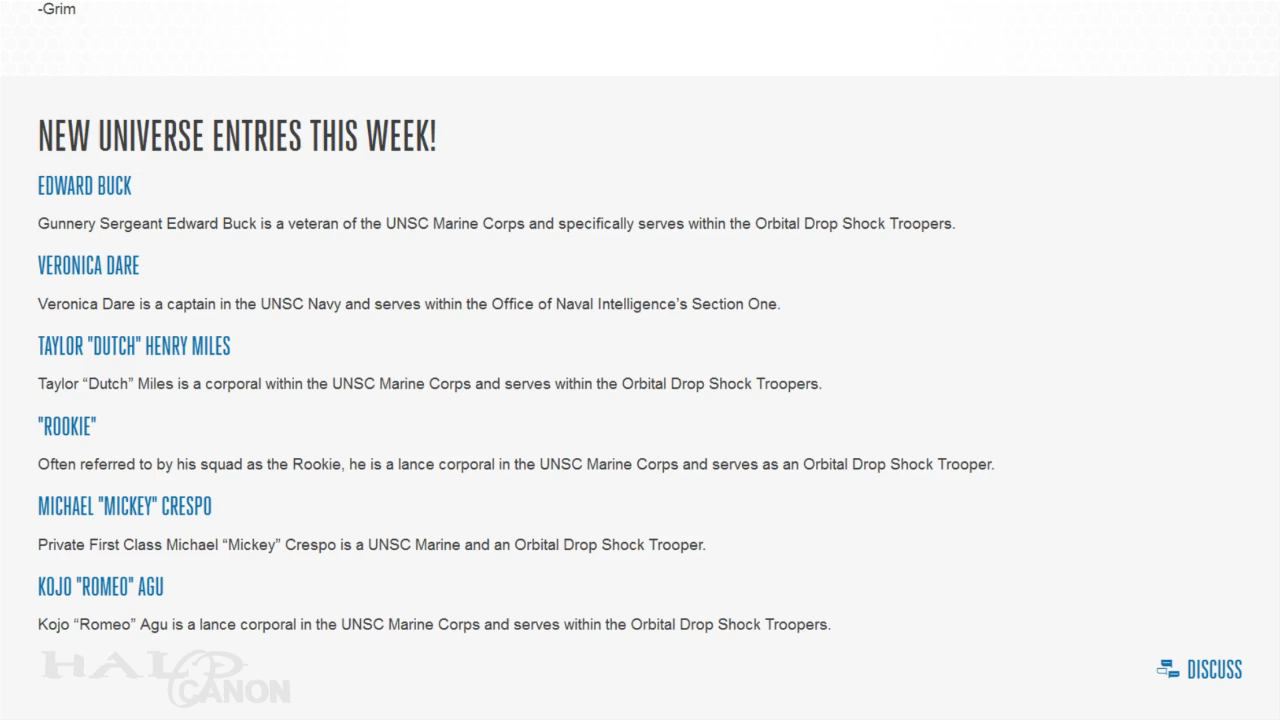 -Grim
NEW UNIVERSE ENTRIES THIS WEEK!
EDWARD BUCK
Gunnery Sergeant Edward Buck is a veteran of the UNSC Marine Corps and specifically serves within the Orbital Drop Shock Troopers.
VERONICA DARE
Veronica Dare is a captain in the UNSC Navy and serves within the Office of Naval Intelligence’s Section One.
TAYLOR "DUTCH" HENRY MILES
Taylor “Dutch” Miles is a corporal within the UNSC Marine Corps and serves within the Orbital Drop Shock Troopers.
"ROOKIE"
Often referred to by his squad as the Rookie, he is a lance corporal in the UNSC Marine Corps and serves as an Orbital Drop Shock Trooper.
MICHAEL "MICKEY" CRESPO
Private First Class Michael “Mickey” Crespo is a UNSC Marine and an Orbital Drop Shock Trooper.
KOJO "ROMEO" AGU
Kojo “Romeo” Agu is a lance corporal in the UNSC Marine Corps and serves within the Orbital Drop Shock Troopers.
HALO
CANON
DISCUSS